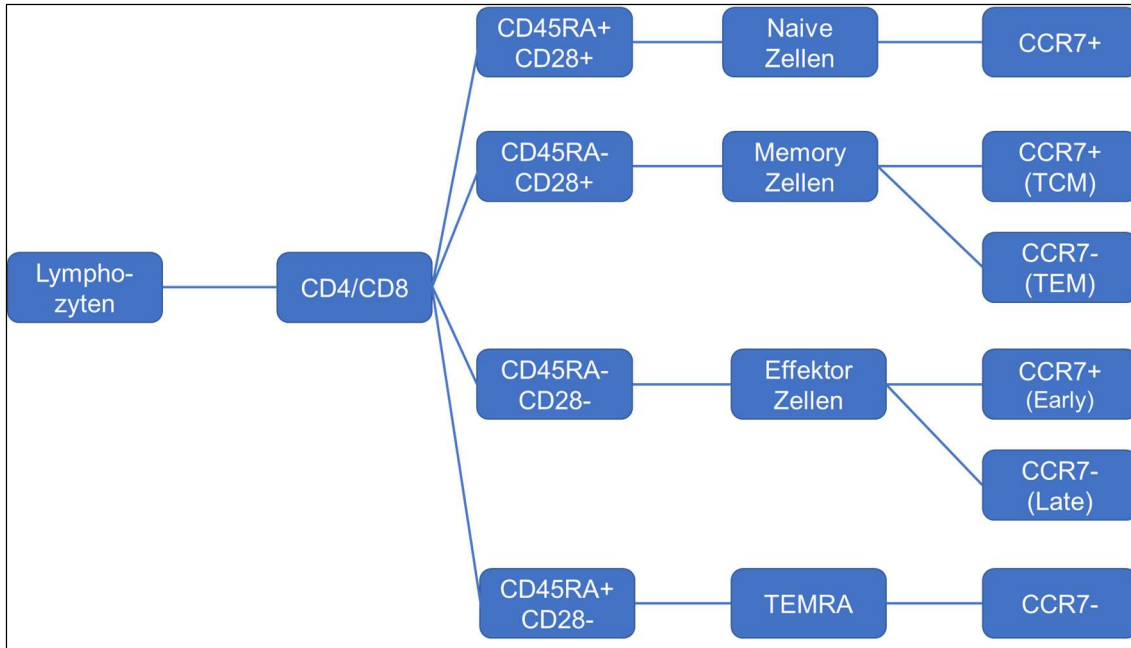 CD45RA+
CD28+
Naive
Zellen
CCR7+
CD45RA-
CD28+
Memory
Zellen
CCR7+
(TCM)
CCR7-
(TEM)
Lympho-
zyten
CD4/CD8
CD45RA-
CD28-
Effektor
Zellen
CCR7+
(Early)
CCR7-
(Late)
CD45RA+
CD28-
TEMRA
CCR7-